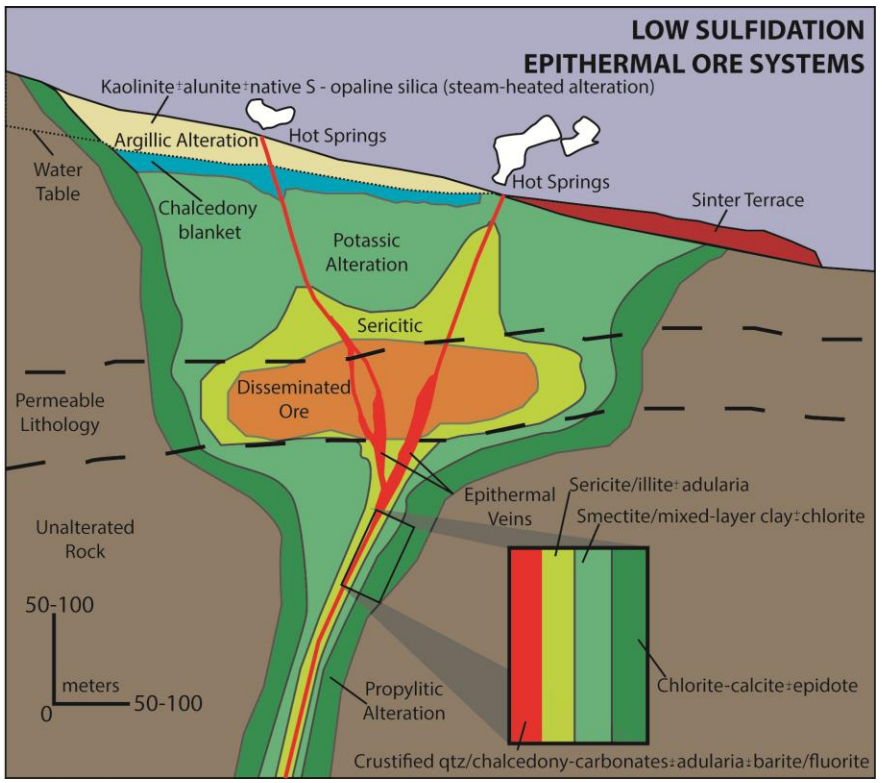 LOW SULFIDATION
EPITHERMAL ORE SYSTEMS
Kaolinite±alunite±native S - opaline silica (steam-heated alteration)
Argillic Alteration
Hot Springs
Water
Table
Hot Springs
Chalcedony
blanket
Sinter Terrace
Potassic
Alteration
Sericitic
Disseminated
Ore
Permeable
Lithology
Epithermal
Veins
Sericite/illite±adularia
Smectite/mixed-layer clay±chlorite
Unalterated
Rock
50-100
meters
0
50-100
Propylitic
Alteration
Chlorite-calcite±epidote
Crustified qtz/chalcedony-carbonates±adularia±barite/fluorite